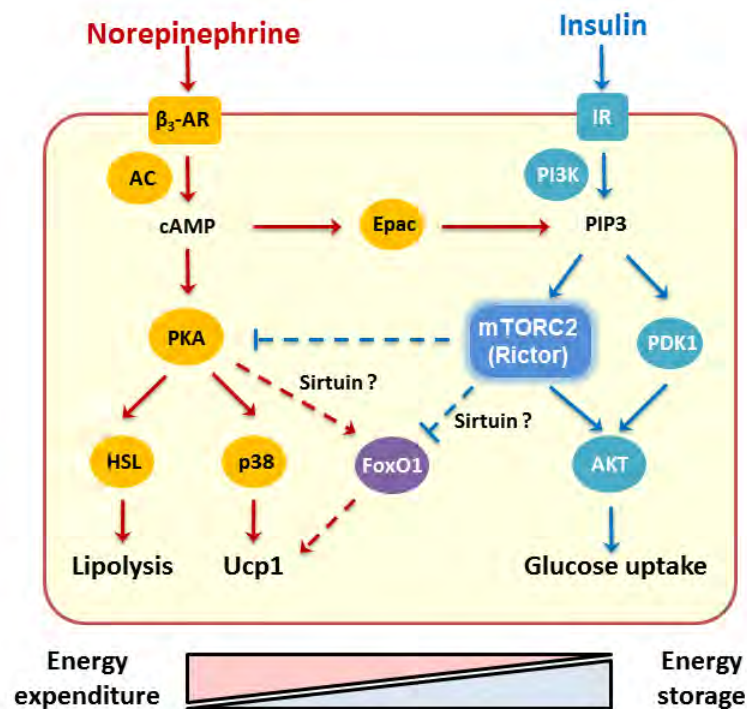 Norepinephrine
Insulin
β₃-AR
IR
AC
PI3K
cAMP
Epac
PIP3
PKA
mTORC2
(Rictor)
PDK1
Sirtuin ?
Sirtuin ?
HSL
p38
FoxO1
AKT
Lipolysis
Ucp1
Glucose uptake
Energy
expenditure
Energy
storage